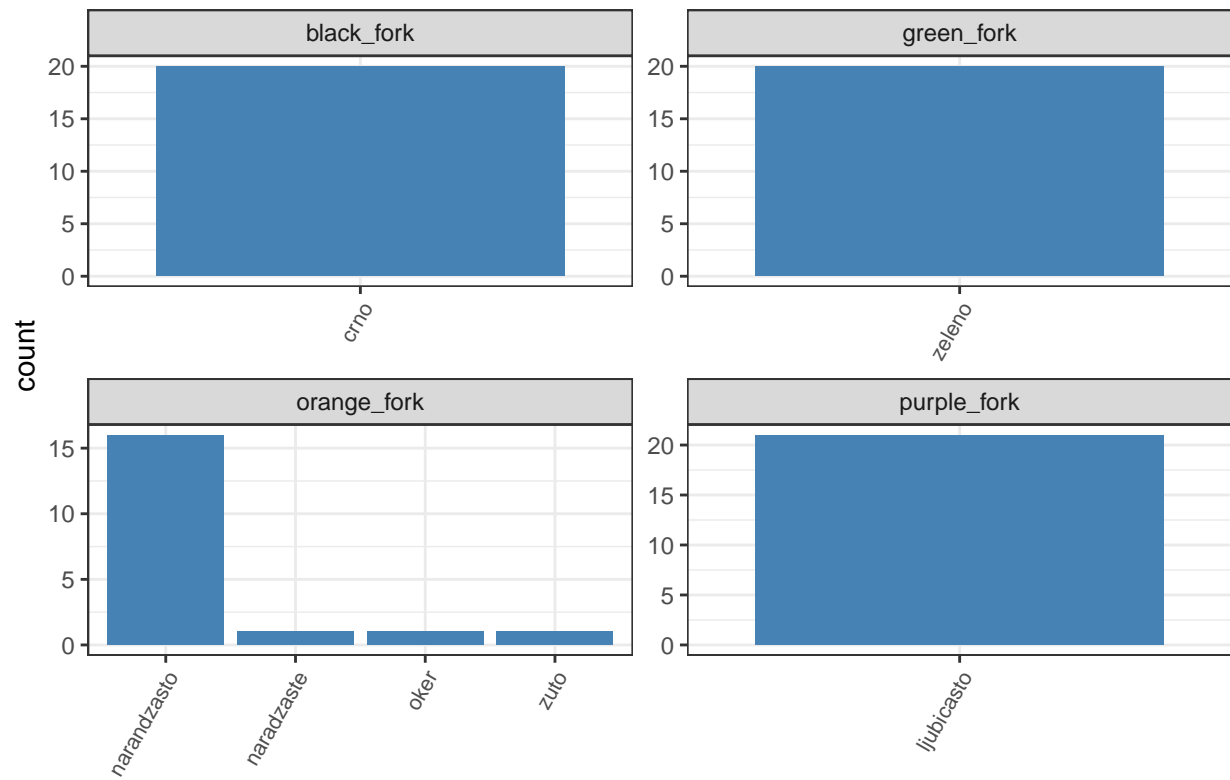 black_fork
green_fork
20
15
10
5
0
20
15
10
5
0
crno
zeleno
count
orange_fork
purple_fork
15
10
5
0
20
15
10
5
0
narandzasto
naradzaste
oker
zuto
ljubicasto